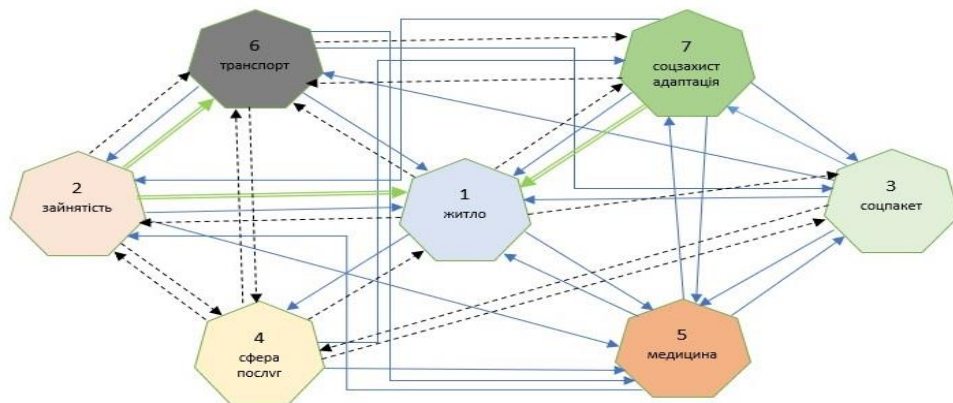 6
транспорт
7
соцзахист
адаптація
2
зайнятість
1
житло
3
соцпакет
4
сфера
послуг
5
медицина